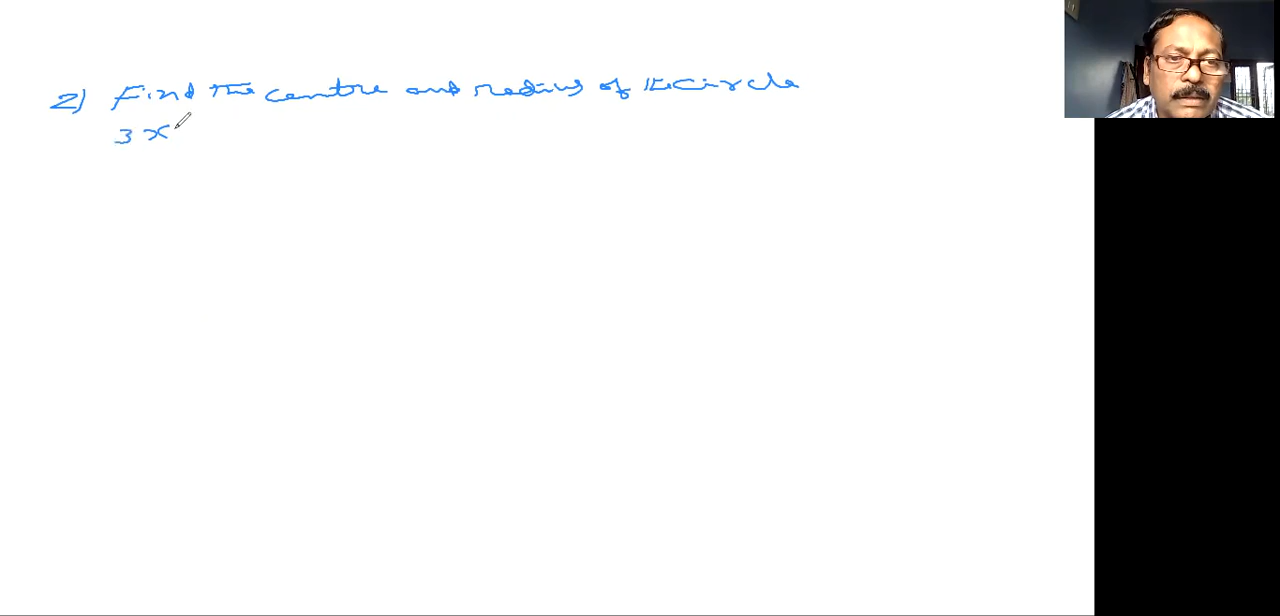 2) Find the centre and radius of the circle
3x